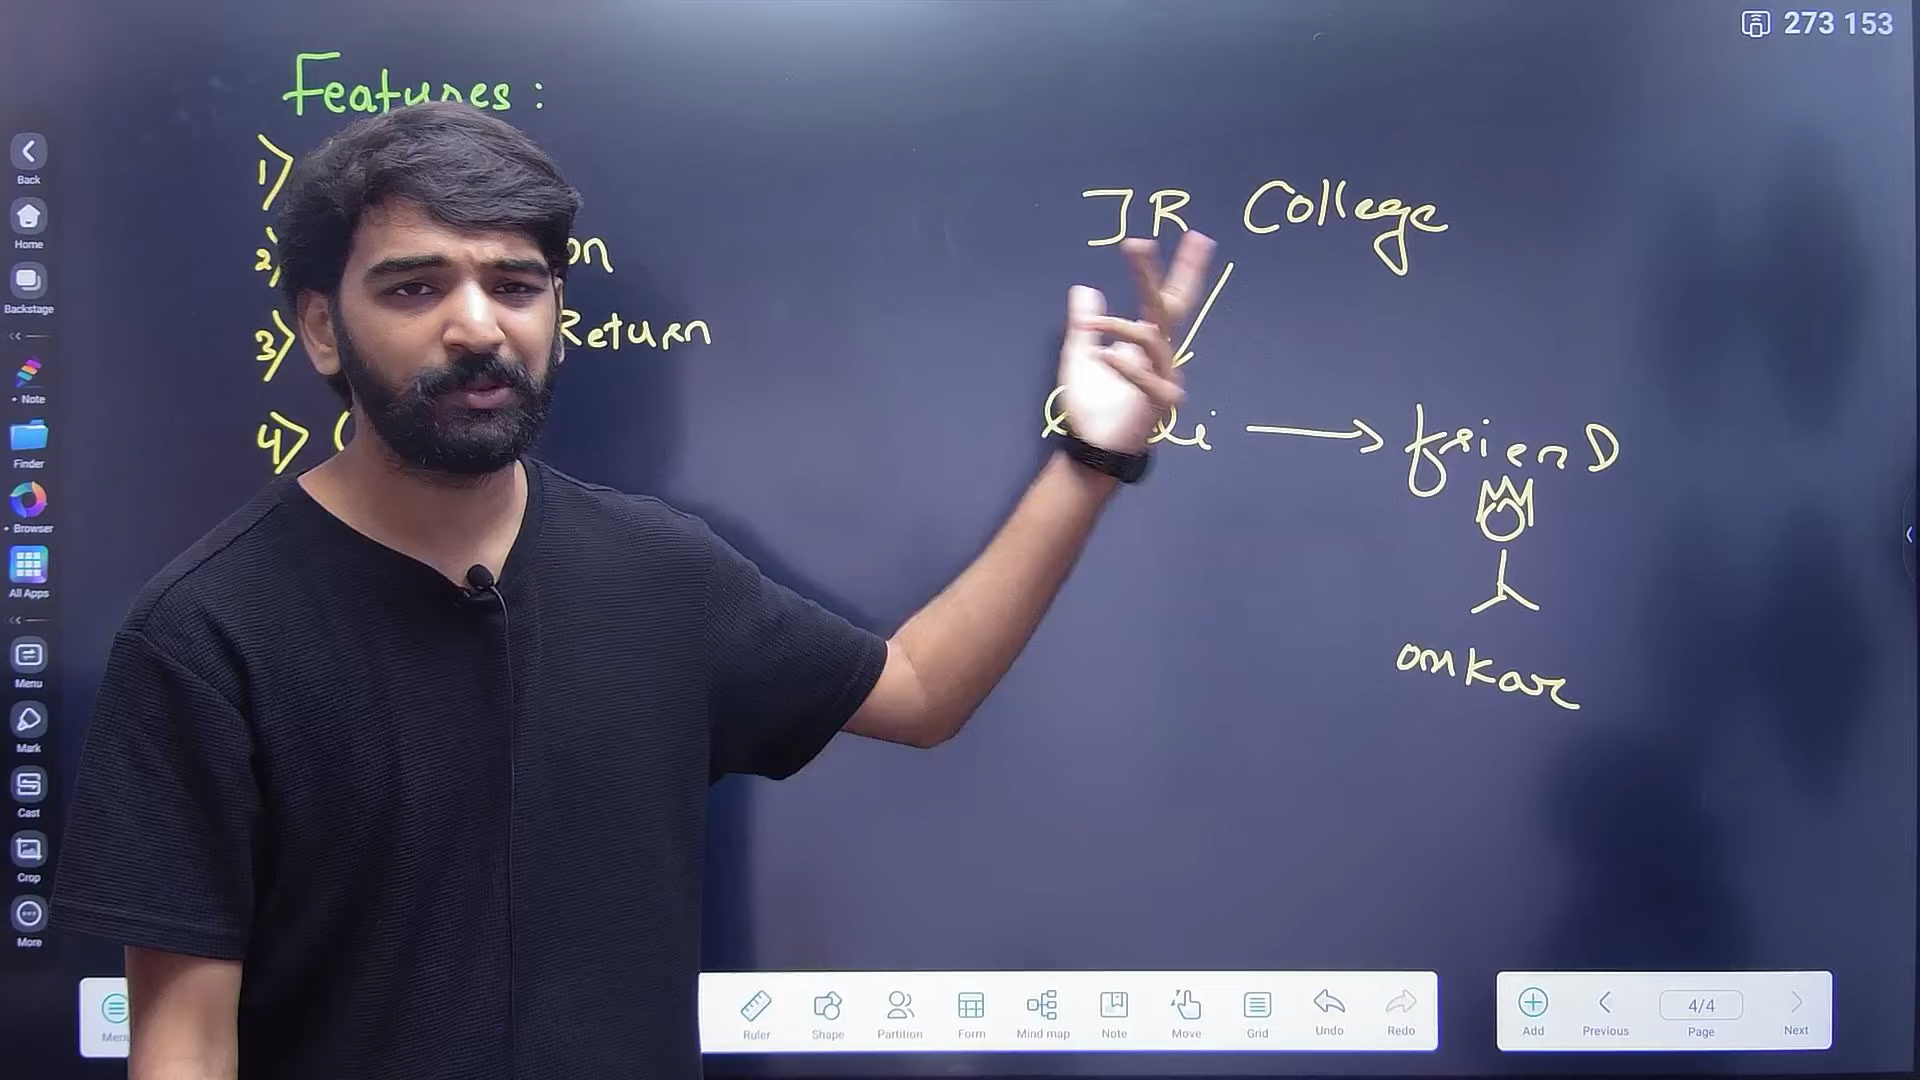 273 153
Features :
1)
2) on
3) Return
4)
JR College
friend
omkar
Back
Home
Backstage
Note
Finder
Browser
All Apps
Menu
Mark
Cast
Crop
More
Ruler
Shape
Partition
Form
Mind map
Note
Move
Grid
Undo
Redo
Add
Previous
4/4
Page
Next